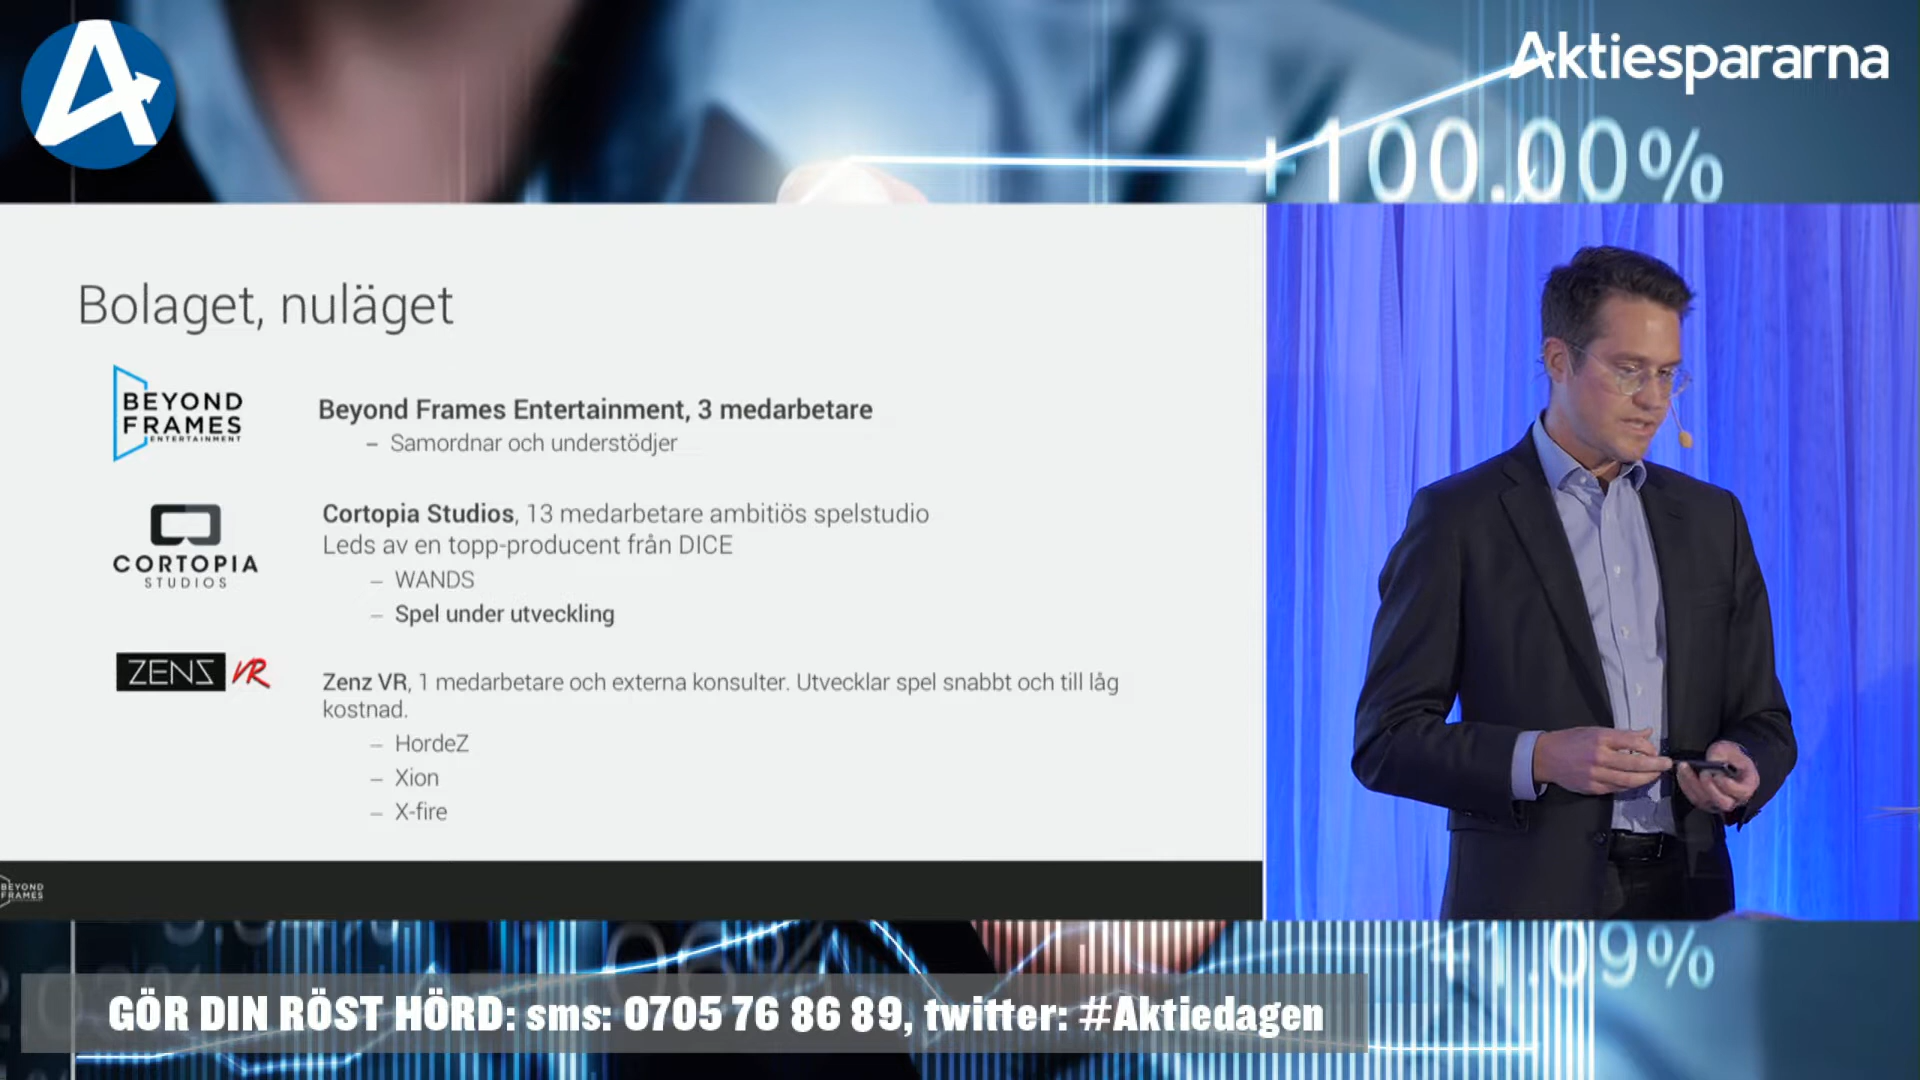 Aktiespararna
+100.00%
Bolaget, nuläget
BEYOND
FRAMES
ENTERTAINMENT
Beyond Frames Entertainment, 3 medarbetare
– Samordnar och understödjer
CORTOPIA
STUDIOS
Cortopia Studios, 13 medarbetare ambitiös spelstudio
Leds av en topp-producent från DICE
– WANDS
– Spel under utveckling
ZENZ VR
Zenz VR, 1 medarbetare och externa konsulter. Utvecklar spel snabbt och till låg
kostnad.
– HordeZ
– Xion
– X-fire
BEYOND
FRAMES
+1.09%
GÖR DIN RÖST HÖRD: sms: 0705 76 86 89, twitter: #Aktiedagen